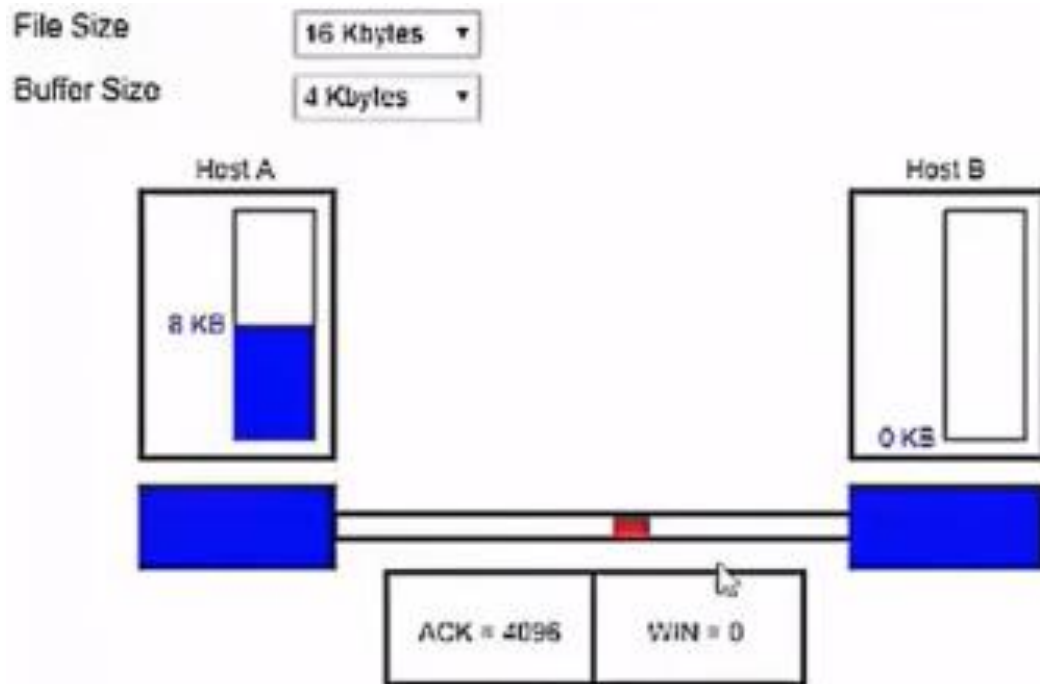 File Size 16 Kbytes
Buffer Size 4 Kbytes
Host A Host B
8 KB
0 KB
ACK = 4096 WIN = 0